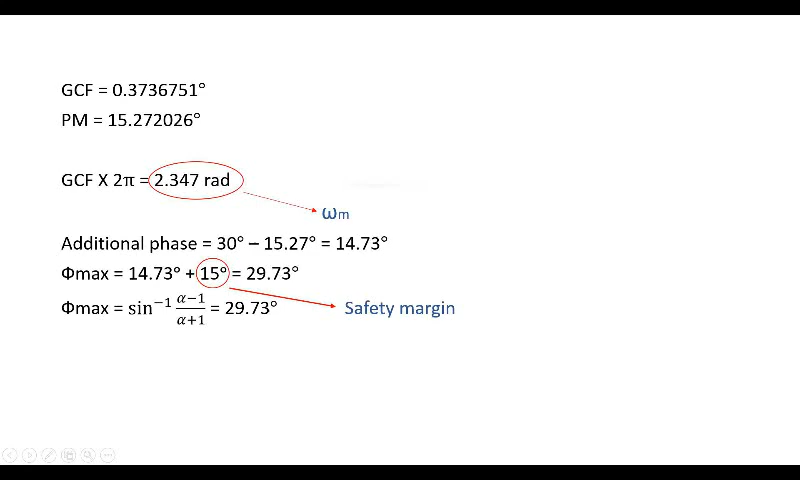 GCF = 0.3736751°
PM = 15.272026°
GCF X 2π = 2.347 rad
ωm
Additional phase = 30° – 15.27° = 14.73°
Φmax = 14.73° + 15° = 29.73°
Φmax = sin⁻¹ (α−1)/(α+1) = 29.73°
Safety margin